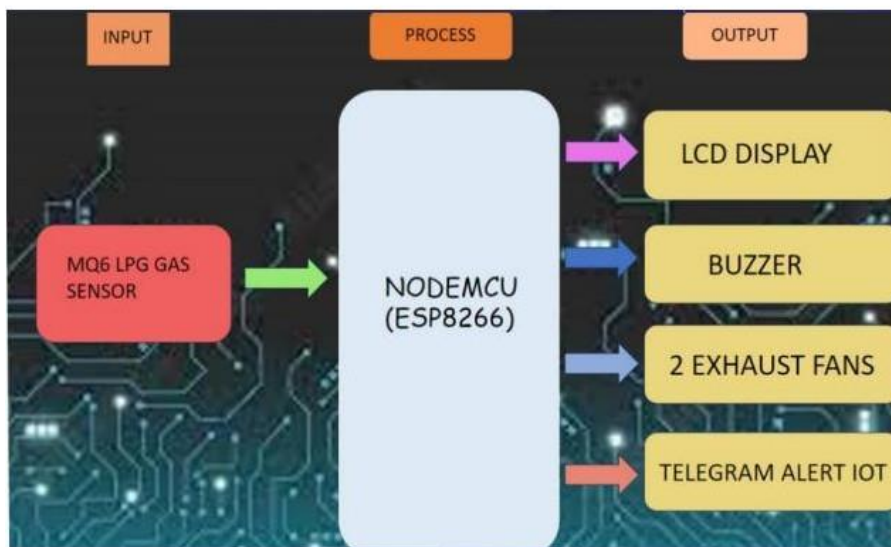 INPUT
PROCESS
OUTPUT
MQ6 LPG GAS
SENSOR
NODEMCU
(ESP8266)
LCD DISPLAY
BUZZER
2 EXHAUST FANS
TELEGRAM ALERT IOT